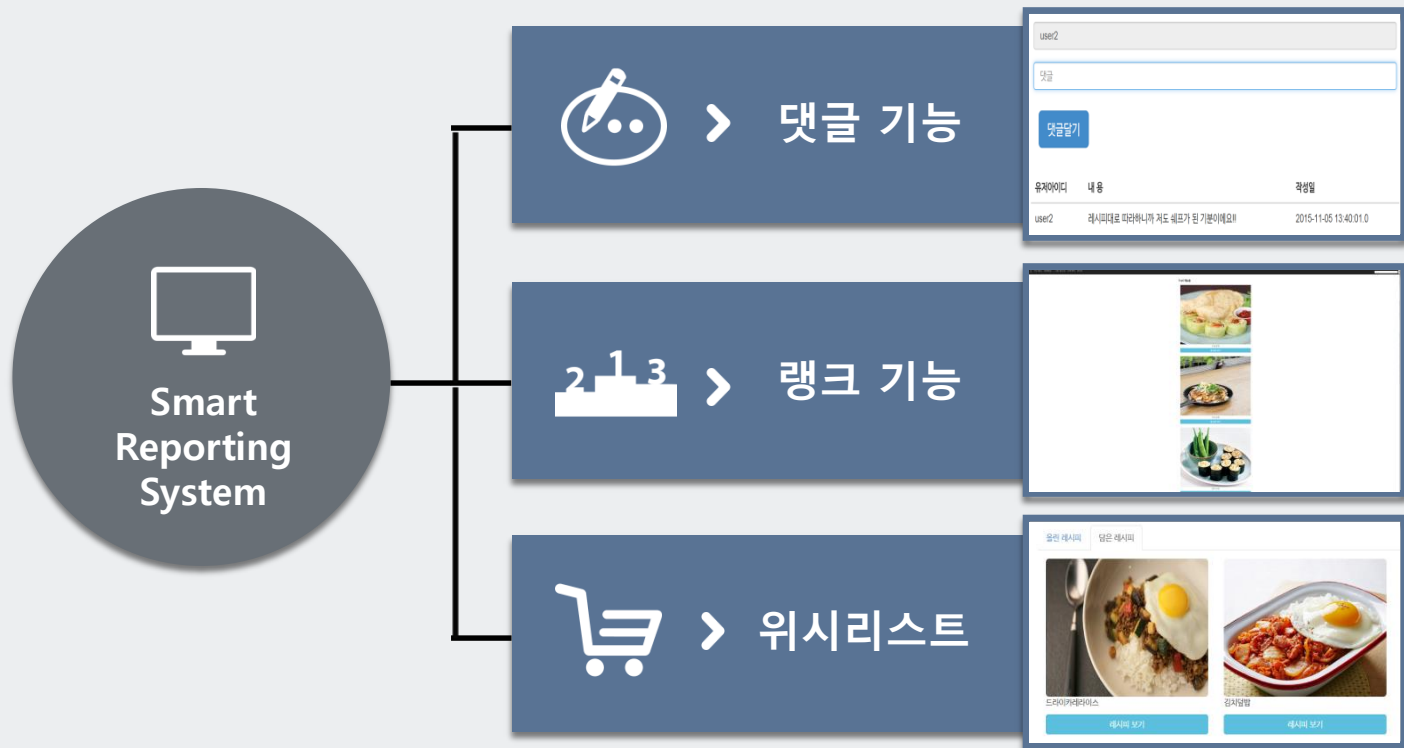 Smart
Reporting
System
댓글 기능
user2
댓글
댓글달기
유저아이디 내 용 작성일
user2 레시피대로 따라하니까 저도 쉐프가 된 기분이에요!! 2015-11-05 13:40:01.0
2 1 3
랭크 기능
위시리스트
올린 레시피 담은 레시피
드라이카레라이스 김치덮밥
레시피 보기 레시피 보기